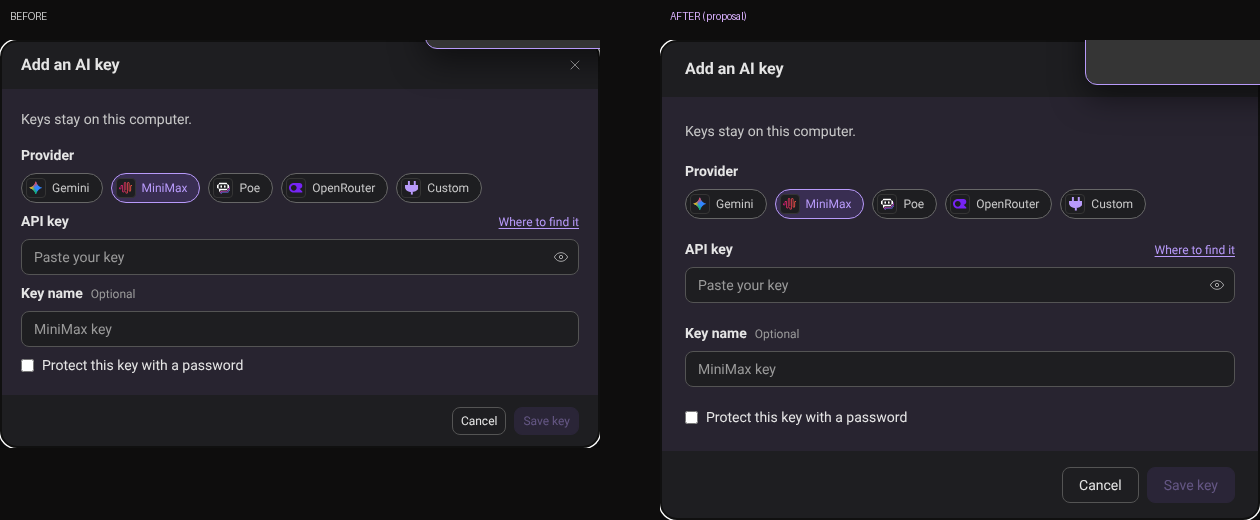 BEFORE
Add an AI key
Keys stay on this computer.
Provider
Gemini MiniMax Poe OpenRouter Custom
API key Where to find it
Paste your key
Key name Optional
MiniMax key
Protect this key with a password
Cancel Save key
AFTER (proposal)
Add an AI key
Keys stay on this computer.
Provider
Gemini MiniMax Poe OpenRouter Custom
API key Where to find it
Paste your key
Key name Optional
MiniMax key
Protect this key with a password
Cancel Save key